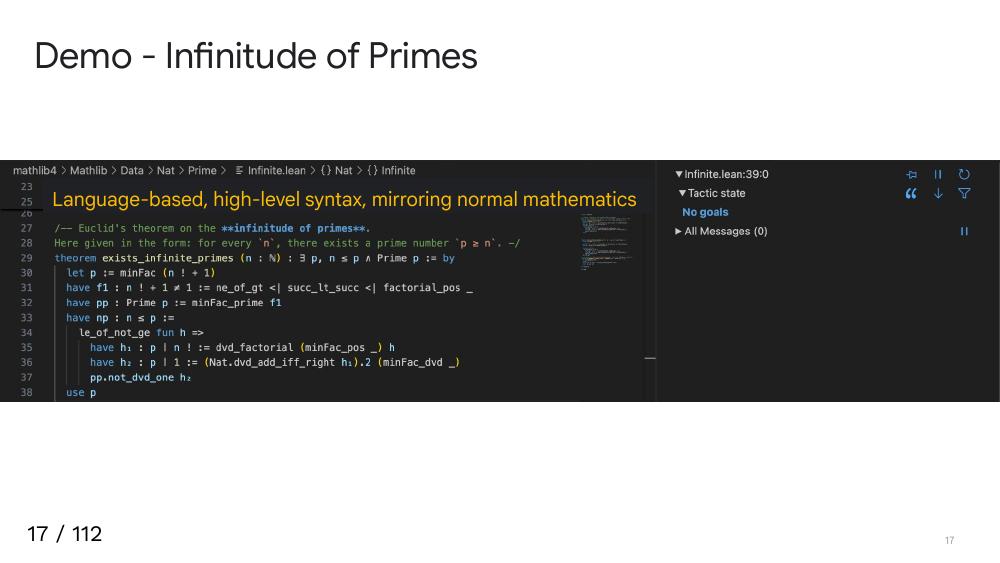 Demo - Infinitude of Primes
mathlib4 > Mathlib > Data > Nat > Prime > Infinite.lean > {} Nat > {} Infinite
23
25 Language-based, high-level syntax, mirroring normal mathematics
26
27 /-- Euclid's theorem on the **infinitude of primes**.
28 Here given in the form: for every `n`, there exists a prime number `p ≥ n`. -/
29 theorem exists_infinite_primes (n : ℕ) : ∃ p, n ≤ p ∧ Prime p := by
30 let p := minFac (n ! + 1)
31 have f1 : n ! + 1 ≠ 1 := ne_of_gt <| succ_lt_succ <| factorial_pos _
32 have pp : Prime p := minFac_prime f1
33 have np : n ≤ p :=
34 le_of_not_ge fun h =>
35 have h₁ : p ∣ n ! := dvd_factorial (minFac_pos _) h
36 have h₂ : p ∣ 1 := (Nat.dvd_add_iff_right h₁).2 (minFac_dvd _)
37 pp.not_dvd_one h₂
38 use p
Infinite.lean:39:0
Tactic state
No goals
All Messages (0)
17 / 112
17